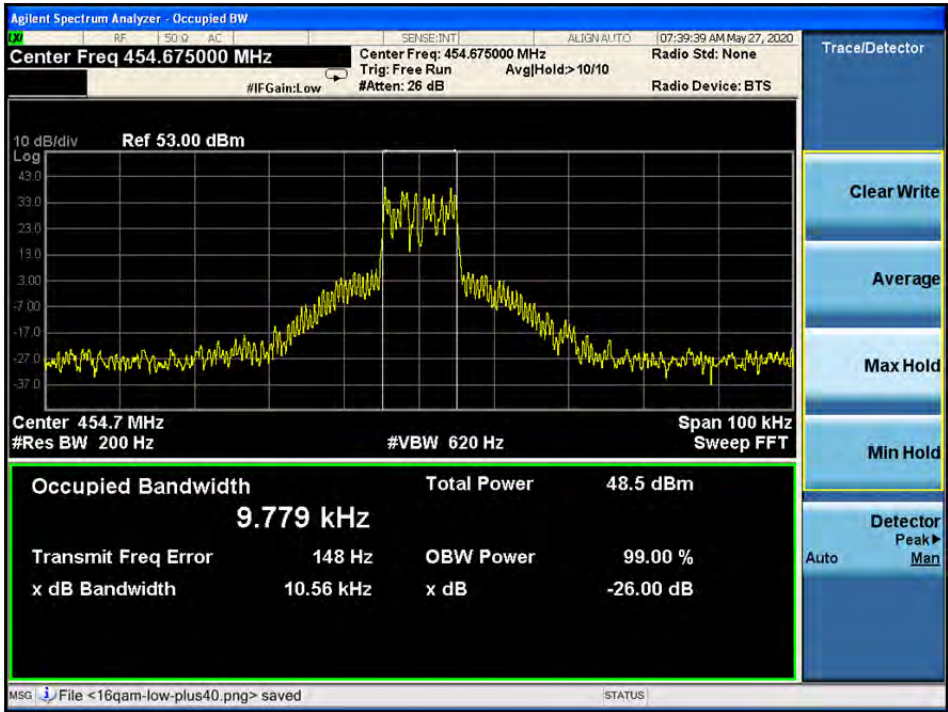 Agilent Spectrum Analyzer - Occupied BW
LXI RF 50 Ω AC SENSE:INT ALIGN AUTO 07:39:39 AM May 27, 2020
Center Freq 454.675000 MHz
Center Freq: 454.675000 MHz Radio Std: None
Trig: Free Run Avg|Hold:> 10/10
#IFGain:Low #Atten: 26 dB Radio Device: BTS
10 dB/div Ref 53.00 dBm
Log
43.0
33.0
23.0
13.0
3.00
-7.00
-17.0
-27.0
-37.0
Center 454.7 MHz Span 100 kHz
#Res BW 200 Hz #VBW 620 Hz Sweep FFT
Occupied Bandwidth Total Power 48.5 dBm
9.779 kHz
Transmit Freq Error 148 Hz OBW Power 99.00 %
x dB Bandwidth 10.56 kHz x dB -26.00 dB
MSG File <16qam-low-plus40.png> saved STATUS
Trace/Detector
Clear Write
Average
Max Hold
Min Hold
Detector
Peak▶
Auto Man